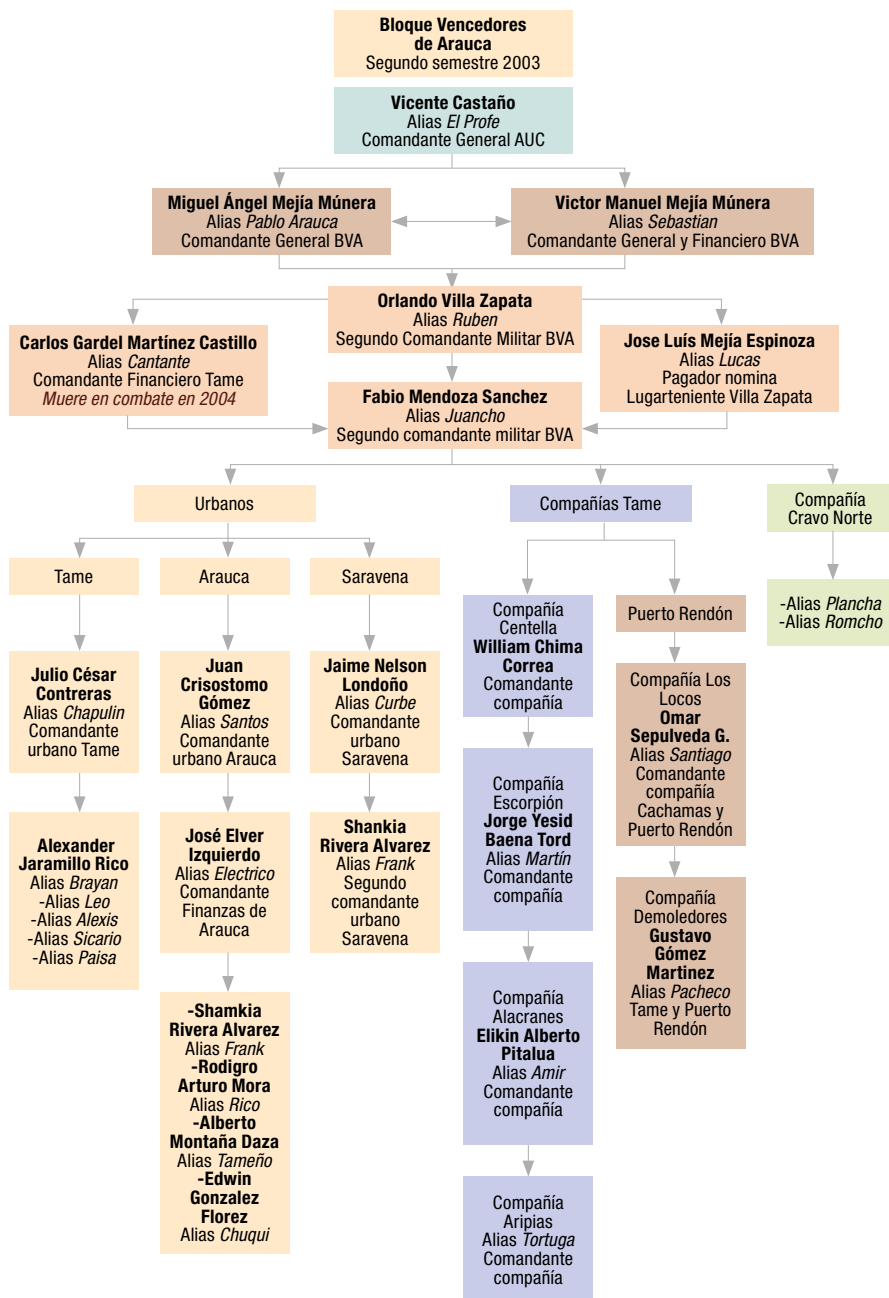 Bloque Vencedores
de Arauca
Segundo semestre 2003
Vicente Castaño
Alias El Profe
Comandante General AUC
Miguel Ángel Mejía Múnera
Alias Pablo Arauca
Comandante General BVA
Victor Manuel Mejía Múnera
Alias Sebastian
Comandante General y Financiero BVA
Orlando Villa Zapata
Alias Ruben
Segundo Comandante Militar BVA
Carlos Gardel Martínez Castillo
Alias Cantante
Comandante Financiero Tame
Muere en combate en 2004
Jose Luís Mejía Espinoza
Alias Lucas
Pagador nomina
Lugarteniente Villa Zapata
Fabio Mendoza Sanchez
Alias Juancho
Segundo comandante militar BVA
Urbanos
Compañías Tame
Compañía
Cravo Norte
Tame
Arauca
Saravena
Julio César
Contreras
Alias Chapulin
Comandante
urbano Tame
Alexander
Jaramillo Rico
Alias Brayan
-Alias Leo
-Alias Alexis
-Alias Sicario
-Alias Paisa
Juan
Crisostomo
Gómez
Alias Santos
Comandante
urbano Arauca
José Elver
Izquierdo
Alias Electrico
Comandante
Finanzas de
Arauca
-Shamkia
Rivera Alvarez
Alias Frank
-Rodigro
Arturo Mora
Alias Rico
-Alberto
Montaña Daza
Alias Tameño
-Edwin
Gonzalez
Florez
Alias Chuqui
Jaime Nelson
Londoño
Alias Curbe
Comandante
urbano
Saravena
Shankia
Rivera Alvarez
Alias Frank
Segundo
comandante
urbano
Saravena
Compañía
Centella
William Chima
Correa
Comandante
compañía
Compañía
Escorpión
Jorge Yesid
Baena Tord
Alias Martín
Comandante
compañía
Compañía
Alacranes
Elikin Alberto
Pitalua
Alias Amir
Comandante
compañía
Compañía
Aripias
Alias Tortuga
Comandante
compañía
Puerto Rendón
Compañía Los
Locos
Omar
Sepulveda G.
Alias Santiago
Comandante
compañía
Cachamas y
Puerto Rendón
Compañía
Demoledores
Gustavo
Gómez
Martinez
Alias Pacheco
Tame y Puerto
Rendón
-Alias Plancha
-Alias Romcho